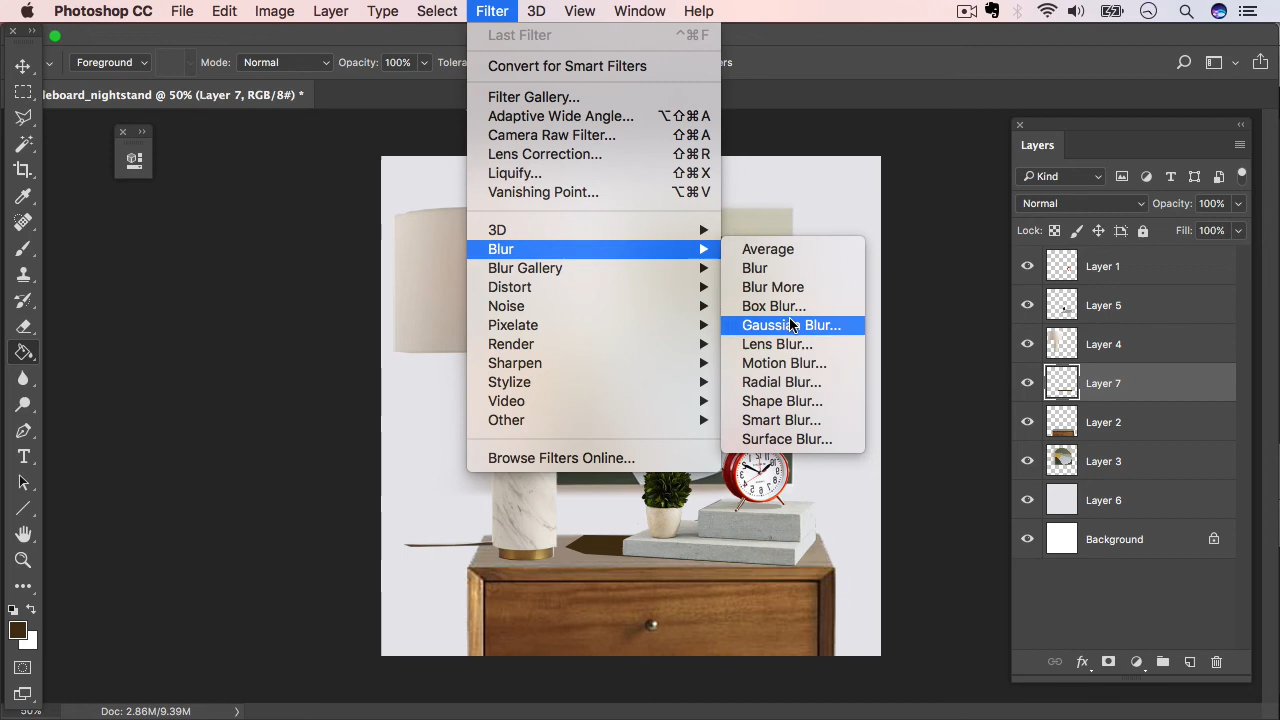 Photoshop CC File Edit Image Layer Type Select Filter 3D View Window Help
Foreground Mode: Normal Opacity: 100% Tolera
leboard_nightstand @ 50% (Layer 7, RGB/8#) *
Last Filter ^⌘F
Convert for Smart Filters
Filter Gallery...
Adaptive Wide Angle... ⌥⇧⌘A
Camera Raw Filter... ⇧⌘A
Lens Correction... ⇧⌘R
Liquify... ⇧⌘X
Vanishing Point... ⌥⌘V
3D
Blur
Blur Gallery
Distort
Noise
Pixelate
Render
Sharpen
Stylize
Video
Other
Browse Filters Online...
Average
Blur
Blur More
Box Blur...
Gaussian Blur...
Lens Blur...
Motion Blur...
Radial Blur...
Shape Blur...
Smart Blur...
Surface Blur...
Layers
Kind
Normal Opacity: 100%
Lock: Fill: 100%
Layer 1
Layer 5
Layer 4
Layer 7
Layer 2
Layer 3
Layer 6
Background
50% Doc: 2.86M/9.39M